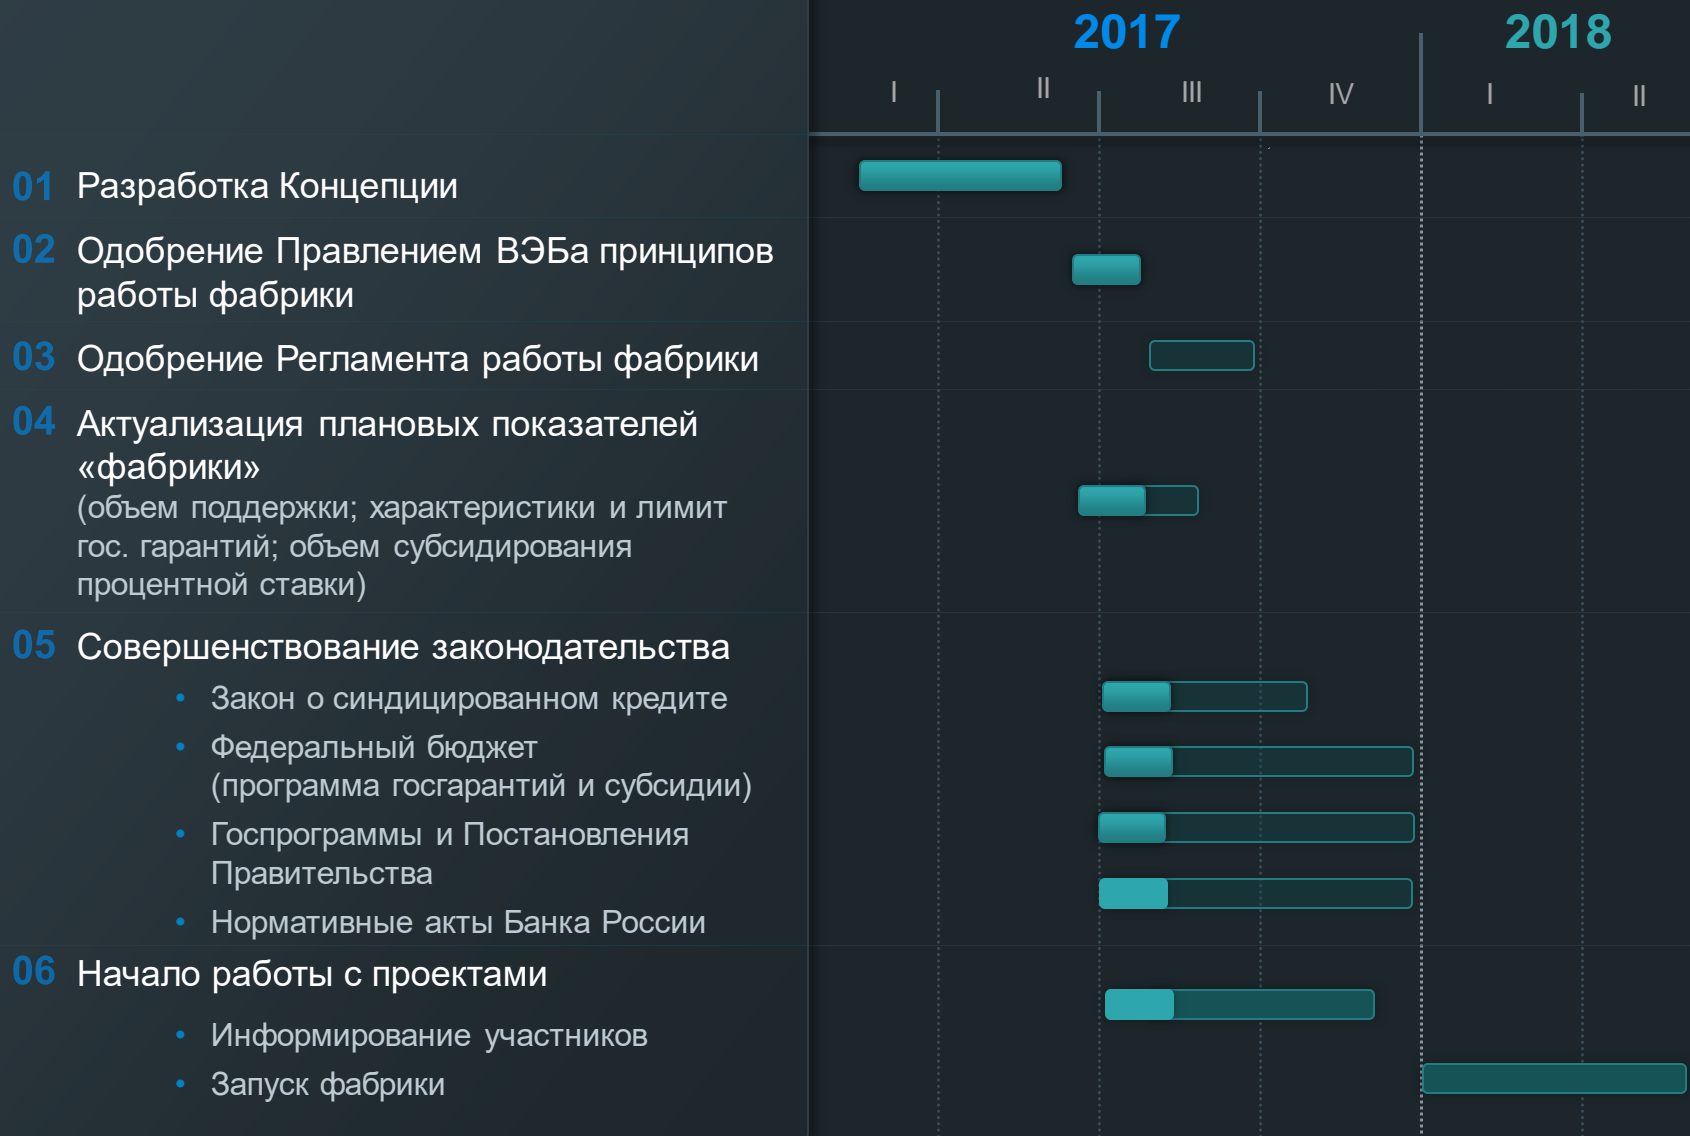 2017 2018
I II III IV I II
01 Разработка Концепции
02 Одобрение Правлением ВЭБа принципов
работы фабрики
03 Одобрение Регламента работы фабрики
04 Актуализация плановых показателей
«фабрики»
(объем поддержки; характеристики и лимит
гос. гарантий; объем субсидирования
процентной ставки)
05 Совершенствование законодательства
• Закон о синдицированном кредите
• Федеральный бюджет
(программа госгарантий и субсидии)
• Госпрограммы и Постановления
Правительства
• Нормативные акты Банка России
06 Начало работы с проектами
• Информирование участников
• Запуск фабрики